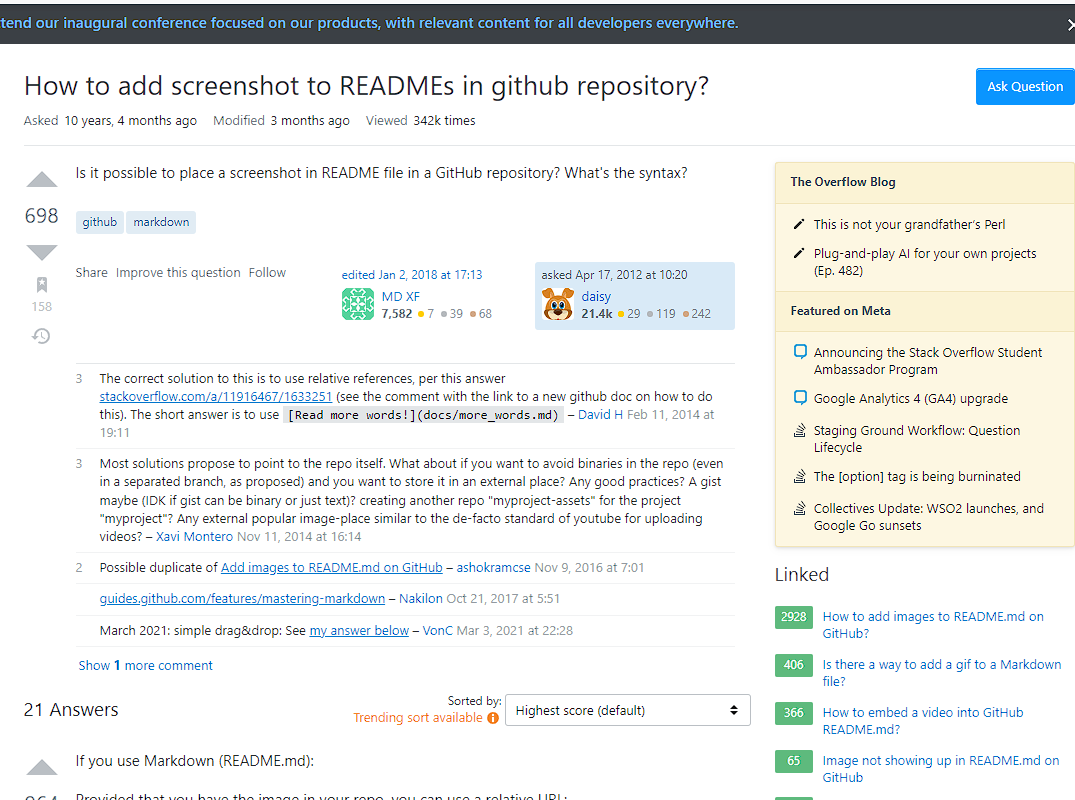 tend our inaugural conference focused on our products, with relevant content for all developers everywhere.
How to add screenshot to READMEs in github repository?
Ask Question
Asked 10 years, 4 months ago Modified 3 months ago Viewed 342k times
Is it possible to place a screenshot in README file in a GitHub repository? What's the syntax?
698
github markdown
158
Share Improve this question Follow
edited Jan 2, 2018 at 17:13
MD XF
7,582 7 39 68
asked Apr 17, 2012 at 10:20
daisy
21.4k 29 119 242
3 The correct solution to this is to use relative references, per this answer
stackoverflow.com/a/11916467/1633251 (see the comment with the link to a new github doc on how to do
this). The short answer is to use [Read more words!](docs/more_words.md) – David H Feb 11, 2014 at
19:11
3 Most solutions propose to point to the repo itself. What about if you want to avoid binaries in the repo (even
in a separated branch, as proposed) and you want to store it in an external place? Any good practices? A gist
maybe (IDK if gist can be binary or just text)? creating another repo "myproject-assets" for the project
"myproject"? Any external popular image-place similar to the de-facto standard of youtube for uploading
videos? – Xavi Montero Nov 11, 2014 at 16:14
2 Possible duplicate of Add images to README.md on GitHub – ashokramcse Nov 9, 2016 at 7:01
guides.github.com/features/mastering-markdown – Nakilon Oct 21, 2017 at 5:51
March 2021: simple drag&drop: See my answer below – VonC Mar 3, 2021 at 22:28
Show 1 more comment
21 Answers
Sorted by:
Trending sort available
Highest score (default)
If you use Markdown (README.md):
Provided that you have the image in your repo, you can use a relative URL:
The Overflow Blog
This is not your grandfather's Perl
Plug-and-play AI for your own projects
(Ep. 482)
Featured on Meta
Announcing the Stack Overflow Student
Ambassador Program
Google Analytics 4 (GA4) upgrade
Staging Ground Workflow: Question
Lifecycle
The [option] tag is being burninated
Collectives Update: WSO2 launches, and
Google Go sunsets
Linked
2928 How to add images to README.md on
GitHub?
406 Is there a way to add a gif to a Markdown
file?
366 How to embed a video into GitHub
README.md?
65 Image not showing up in README.md on
GitHub